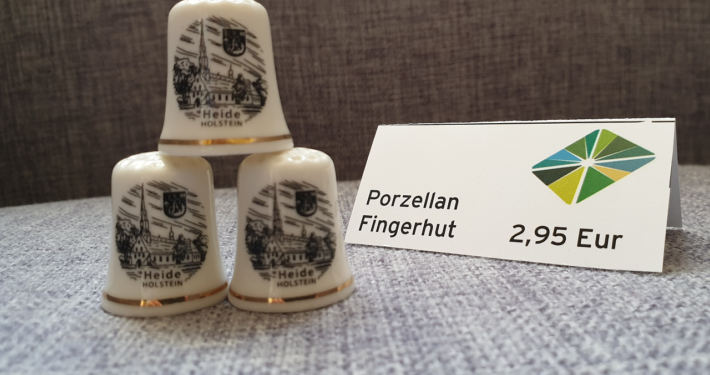 Heide
HOLSTEIN
Heide
HOLSTEIN
Heide
HOLSTEIN
Porzellan
Fingerhut
2,95 Eur